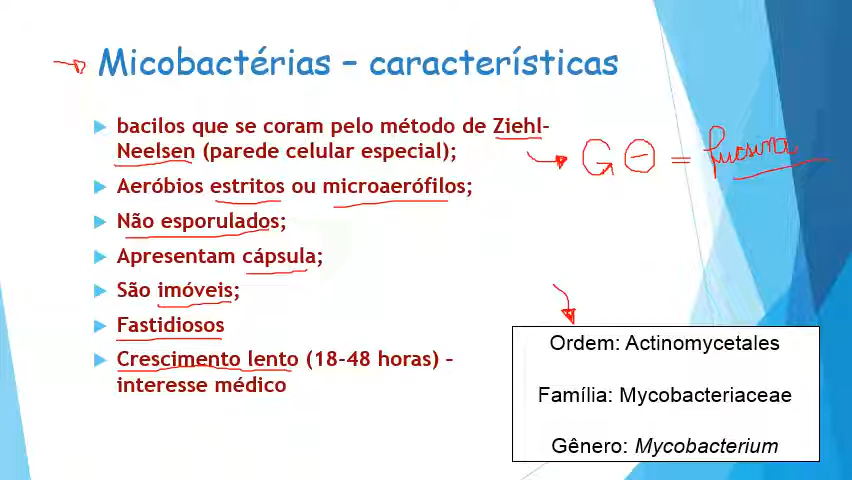 Micobactérias – características
bacilos que se coram pelo método de Ziehl-
Neelsen (parede celular especial);
G⊖ = fucsina
Aeróbios estritos ou microaerófilos;
Não esporulados;
Apresentam cápsula;
São imóveis;
Fastidiosos
Crescimento lento (18-48 horas) –
interesse médico
Ordem: Actinomycetales
Família: Mycobacteriaceae
Gênero: Mycobacterium